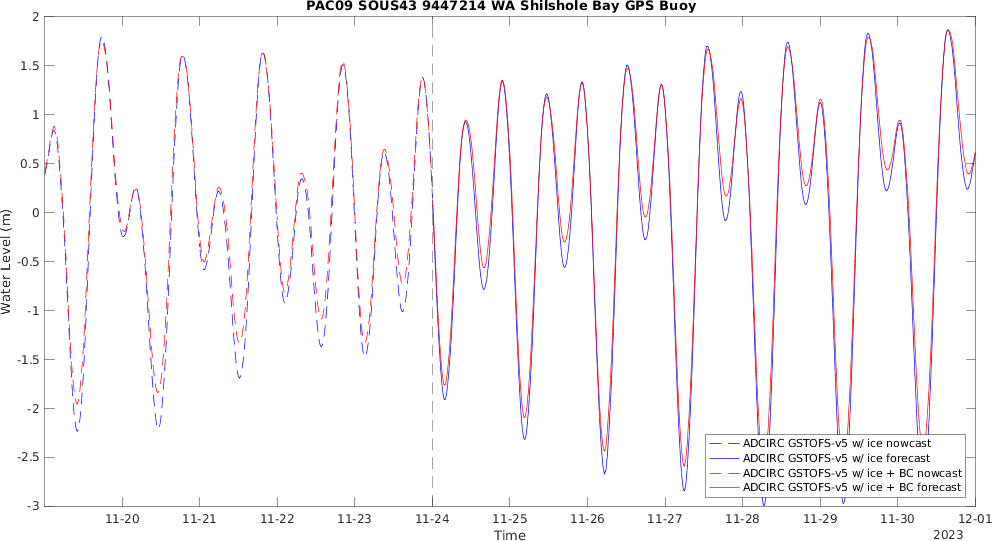 PAC09 SOUS43 9447214 WA Shilshole Bay GPS Buoy
2
1.5
1
0.5
0
-0.5
-1
-1.5
-2
-2.5
-3
Water Level (m)
ADCIRC GSTOFS-v5 w/ ice nowcast
ADCIRC GSTOFS-v5 w/ ice forecast
ADCIRC GSTOFS-v5 w/ ice + BC nowcast
ADCIRC GSTOFS-v5 w/ ice + BC forecast
11-20 11-21 11-22 11-23 11-24 11-25 11-26 11-27 11-28 11-29 11-30 12-01
Time
2023